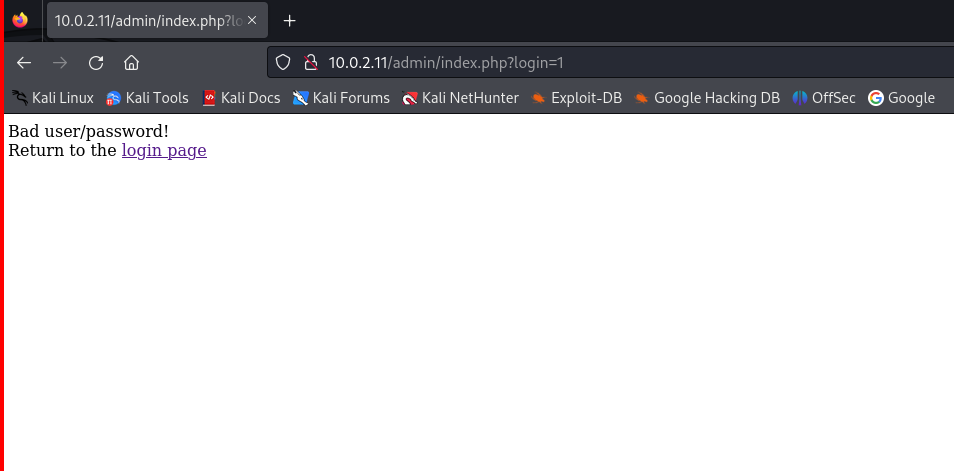 10.0.2.11/admin/index.php?lo
10.0.2.11/admin/index.php?login=1
Kali Linux Kali Tools Kali Docs Kali Forums Kali NetHunter Exploit-DB Google Hacking DB OffSec Google
Bad user/password!
Return to the login page